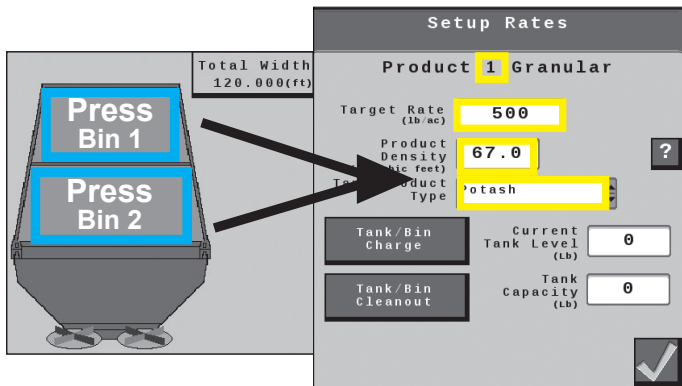 Setup Rates
Total Width
120.000(ft)
Press
Bin 1
Press
Bin 2
Product 1 Granular
Target Rate
(lb/ac)
500
Product
Density
67.0
?
Type
Potash
Tank/Bin
Charge
Current
Tank Level
(Lb)
0
Tank/Bin
Cleanout
Tank
Capacity
(Lb)
0